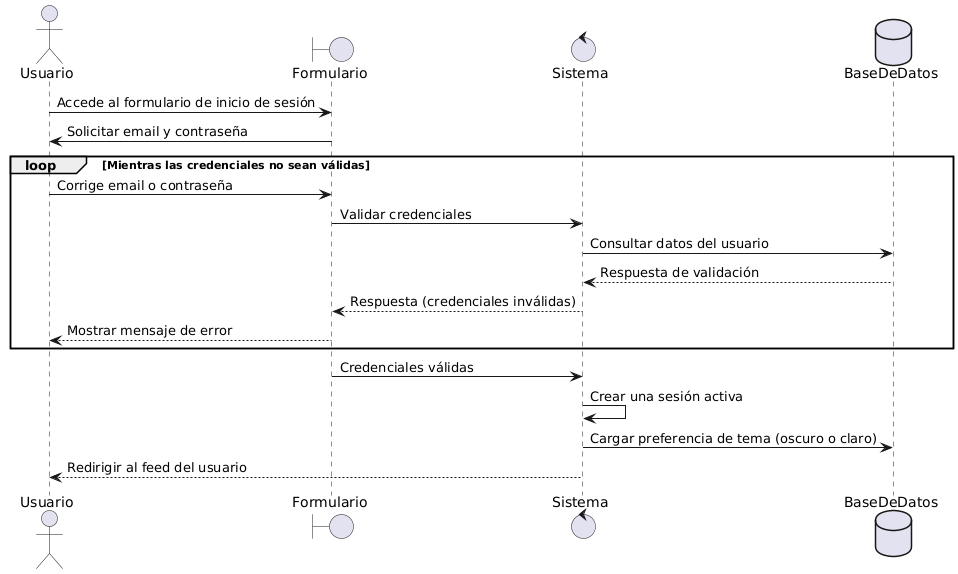 Usuario
Formulario
Sistema
BaseDeDatos
Accede al formulario de inicio de sesión
Solicitar email y contraseña
loop [Mientras las credenciales no sean válidas]
Corrige email o contraseña
Validar credenciales
Consultar datos del usuario
Respuesta de validación
Respuesta (credenciales inválidas)
Mostrar mensaje de error
Credenciales válidas
Crear una sesión activa
Cargar preferencia de tema (oscuro o claro)
Redirigir al feed del usuario
Usuario
Formulario
Sistema
BaseDeDatos